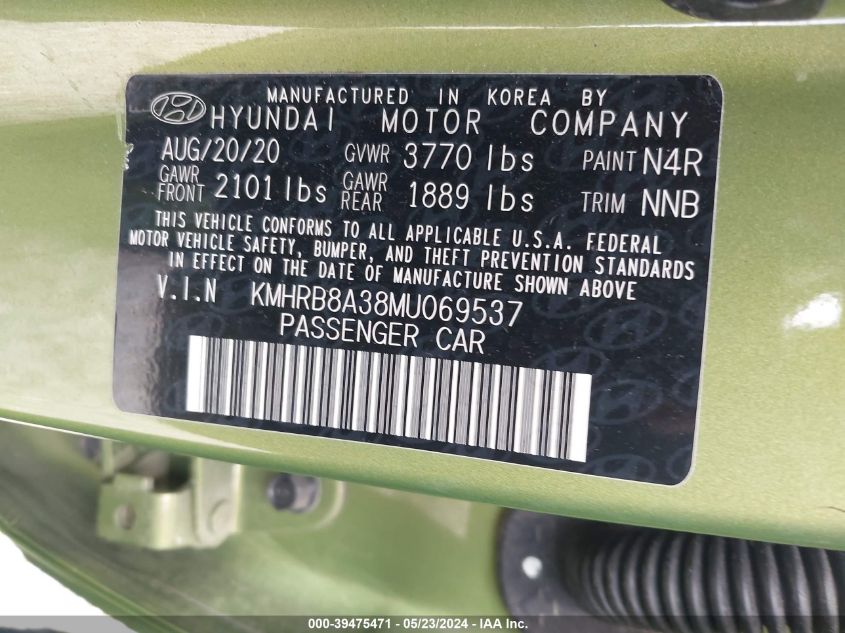 MANUFACTURED IN KOREA BY
HYUNDAI MOTOR COMPANY
AUG/20/20 GVWR 3770 lbs PAINT N4R
GAWR FRONT 2101 lbs GAWR REAR 1889 lbs TRIM NNB
THIS VEHICLE CONFORMS TO ALL APPLICABLE U.S.A. FEDERAL
MOTOR VEHICLE SAFETY, BUMPER, AND THEFT PREVENTION STANDARDS
IN EFFECT ON THE DATE OF MANUFACTURE SHOWN ABOVE
V.I.N KMHRB8A38MU069537
PASSENGER CAR
000-39475471 - 05/23/2024 - IAA Inc.